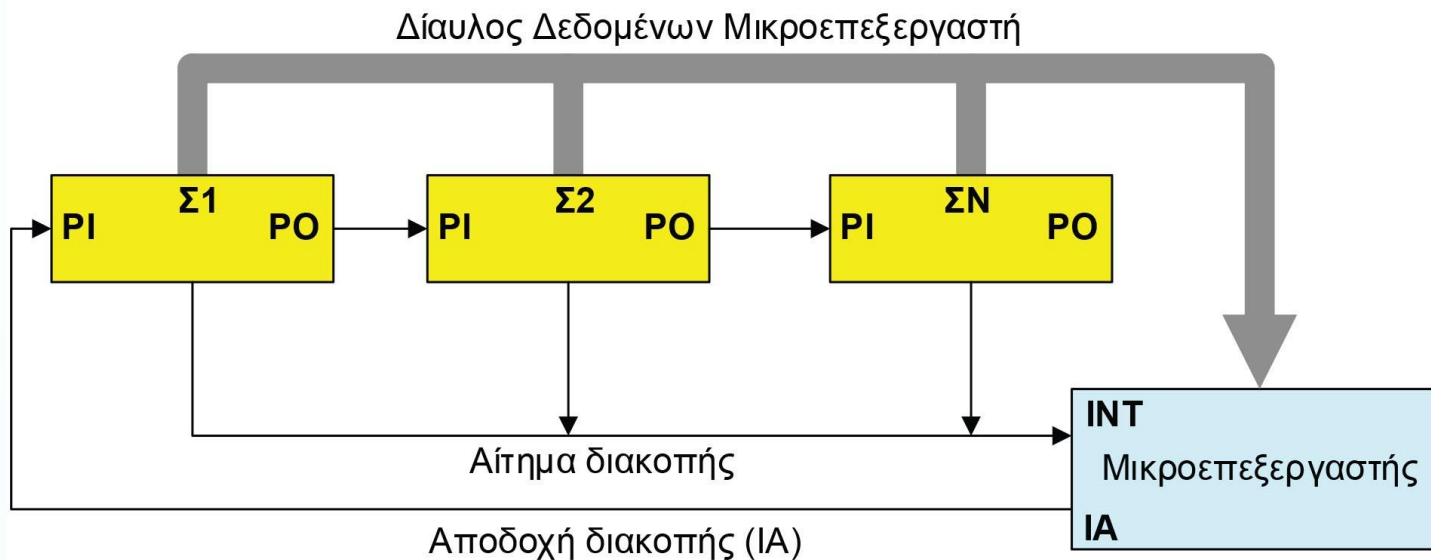 Δίαυλος Δεδομένων Μικροεπεξεργαστή
Σ1
PI
PO
Σ2
PI
PO
ΣN
PI
PO
INT
Μικροεπεξεργαστής
IA
Αίτημα διακοπής
Αποδοχή διακοπής (IA)